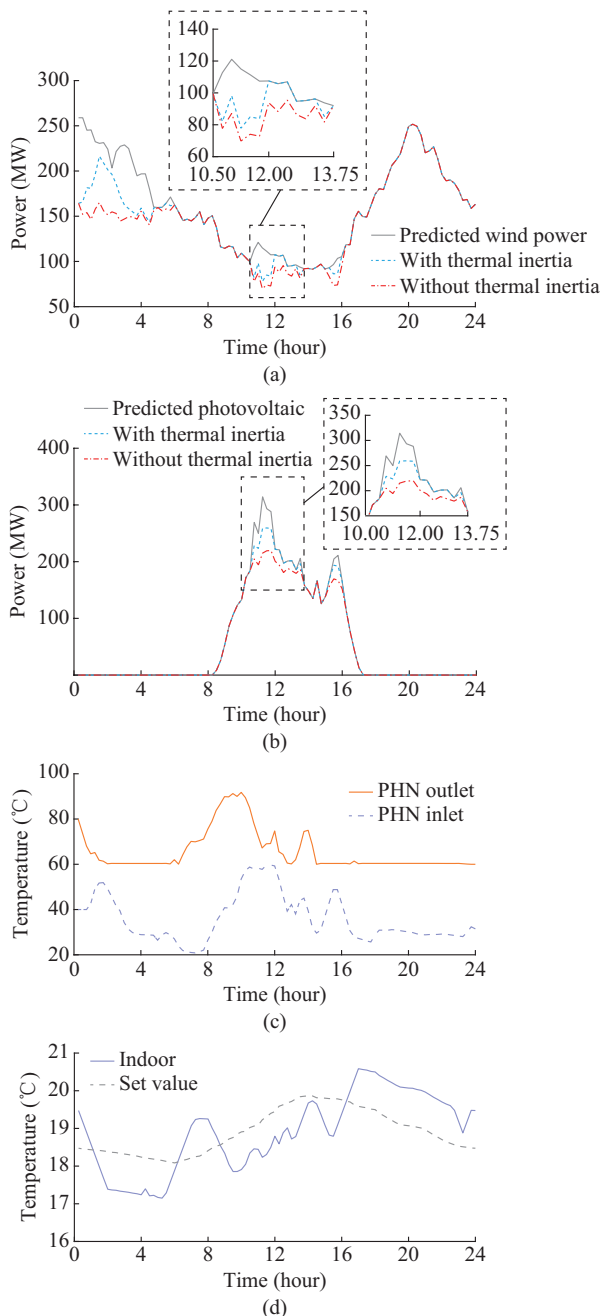 140
120
100
80
60
10.50 12.00 13.75
300
250
200
150
100
50
Power (MW)
Predicted wind power
With thermal inertia
Without thermal inertia
0 4 8 12 16 20 24
Time (hour)
(a)
Predicted photovoltaic
With thermal inertia
Without thermal inertia
350
300
250
200
150
10.00 12.00 13.75
400
300
200
100
Power (MW)
0 4 8 12 16 20 24
Time (hour)
(b)
100
80
60
40
20
Temperature (℃)
PHN outlet
PHN inlet
0 4 8 12 16 20 24
Time (hour)
(c)
21
20
19
18
17
16
Temperature (℃)
Indoor
Set value
0 4 8 12 16 20 24
Time (hour)
(d)